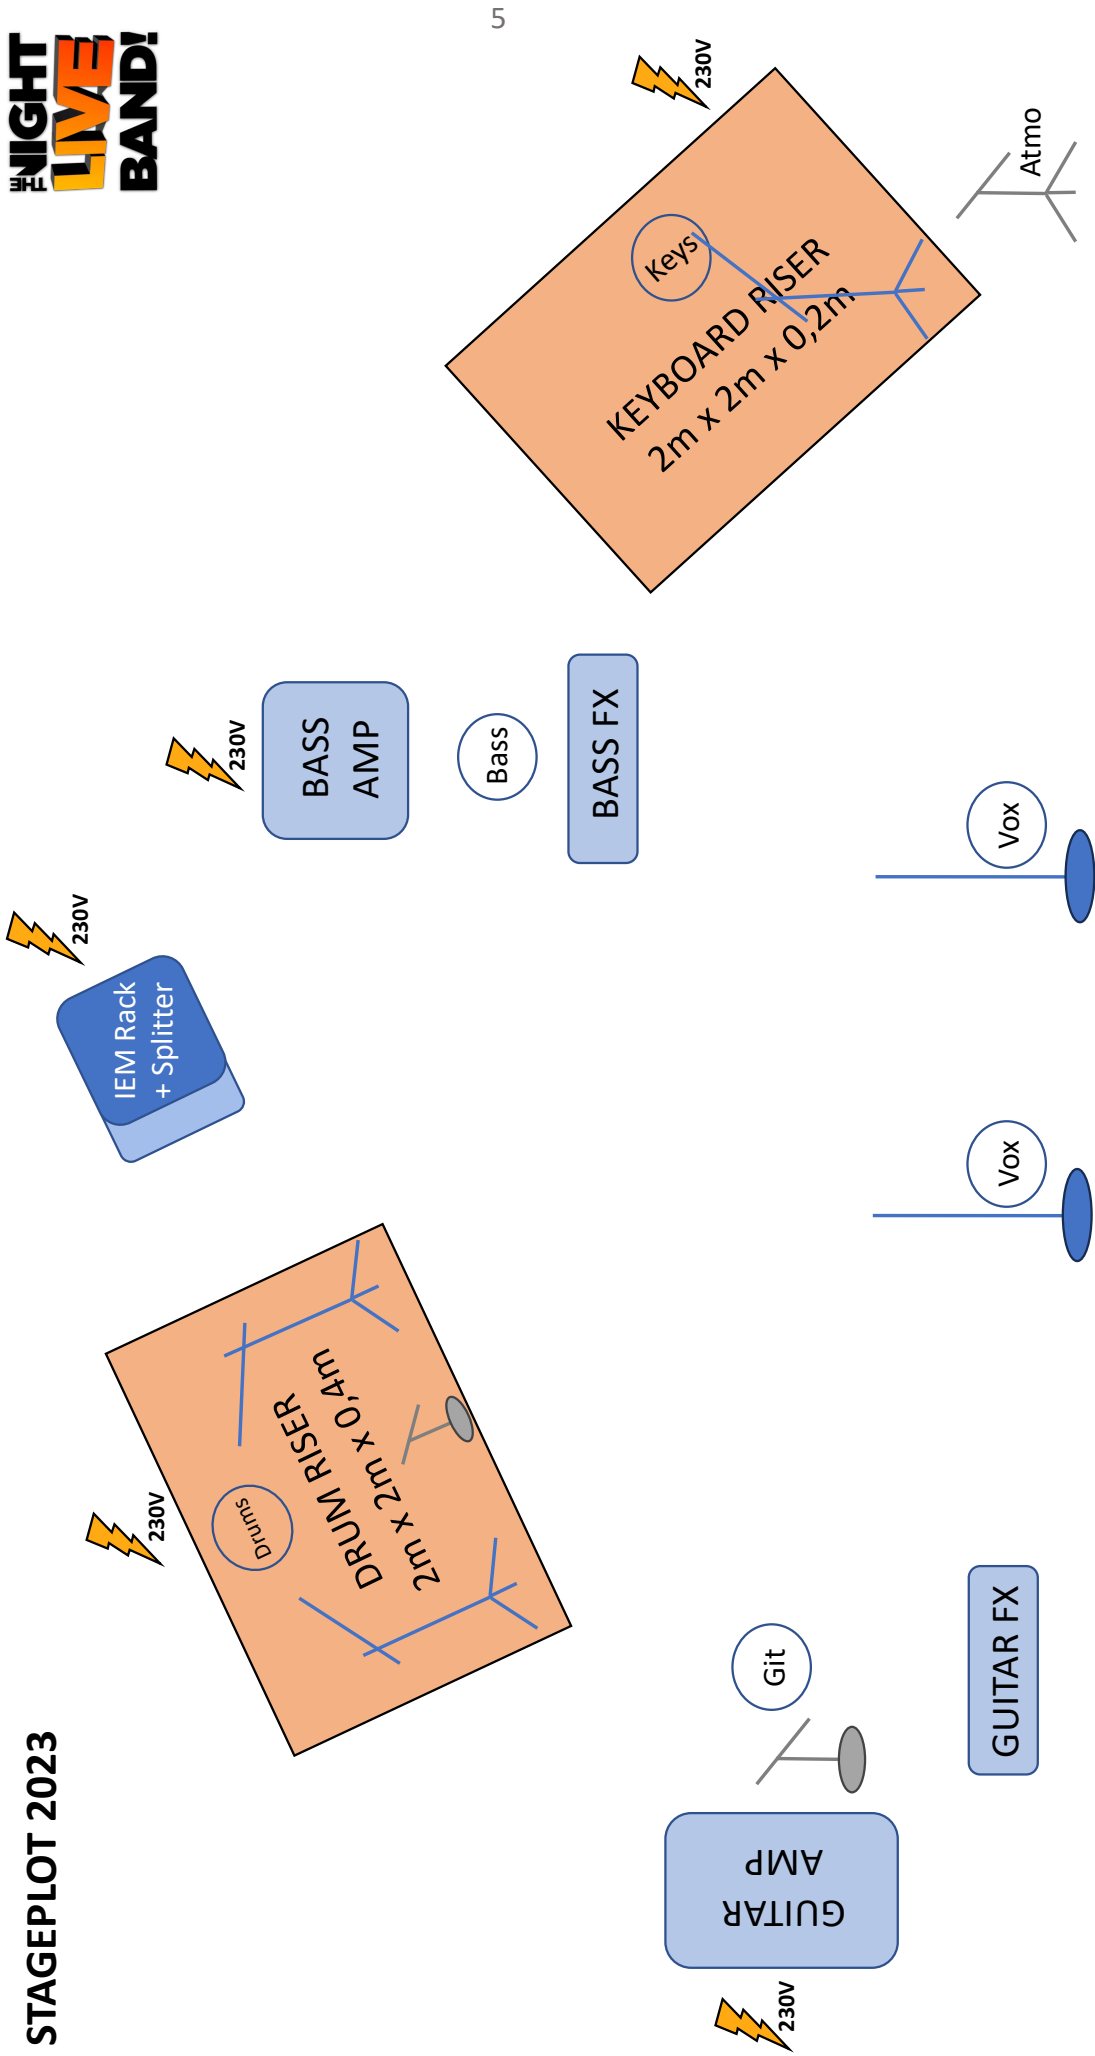 STAGEPLOT 2023
THE
NIGHT
LIVE
BAND!
230V
IEM Rack
+ Splitter
230V
Drums
DRUM RISER
2m x 2m x 0,4m
230V
BASS
AMP
Bass
BASS FX
230V
Keys
KEYBOARD RISER
2m x 2m x 0,2m
230V
GUITAR
AMP
Git
GUITAR FX
Vox
Vox
Atmo
5